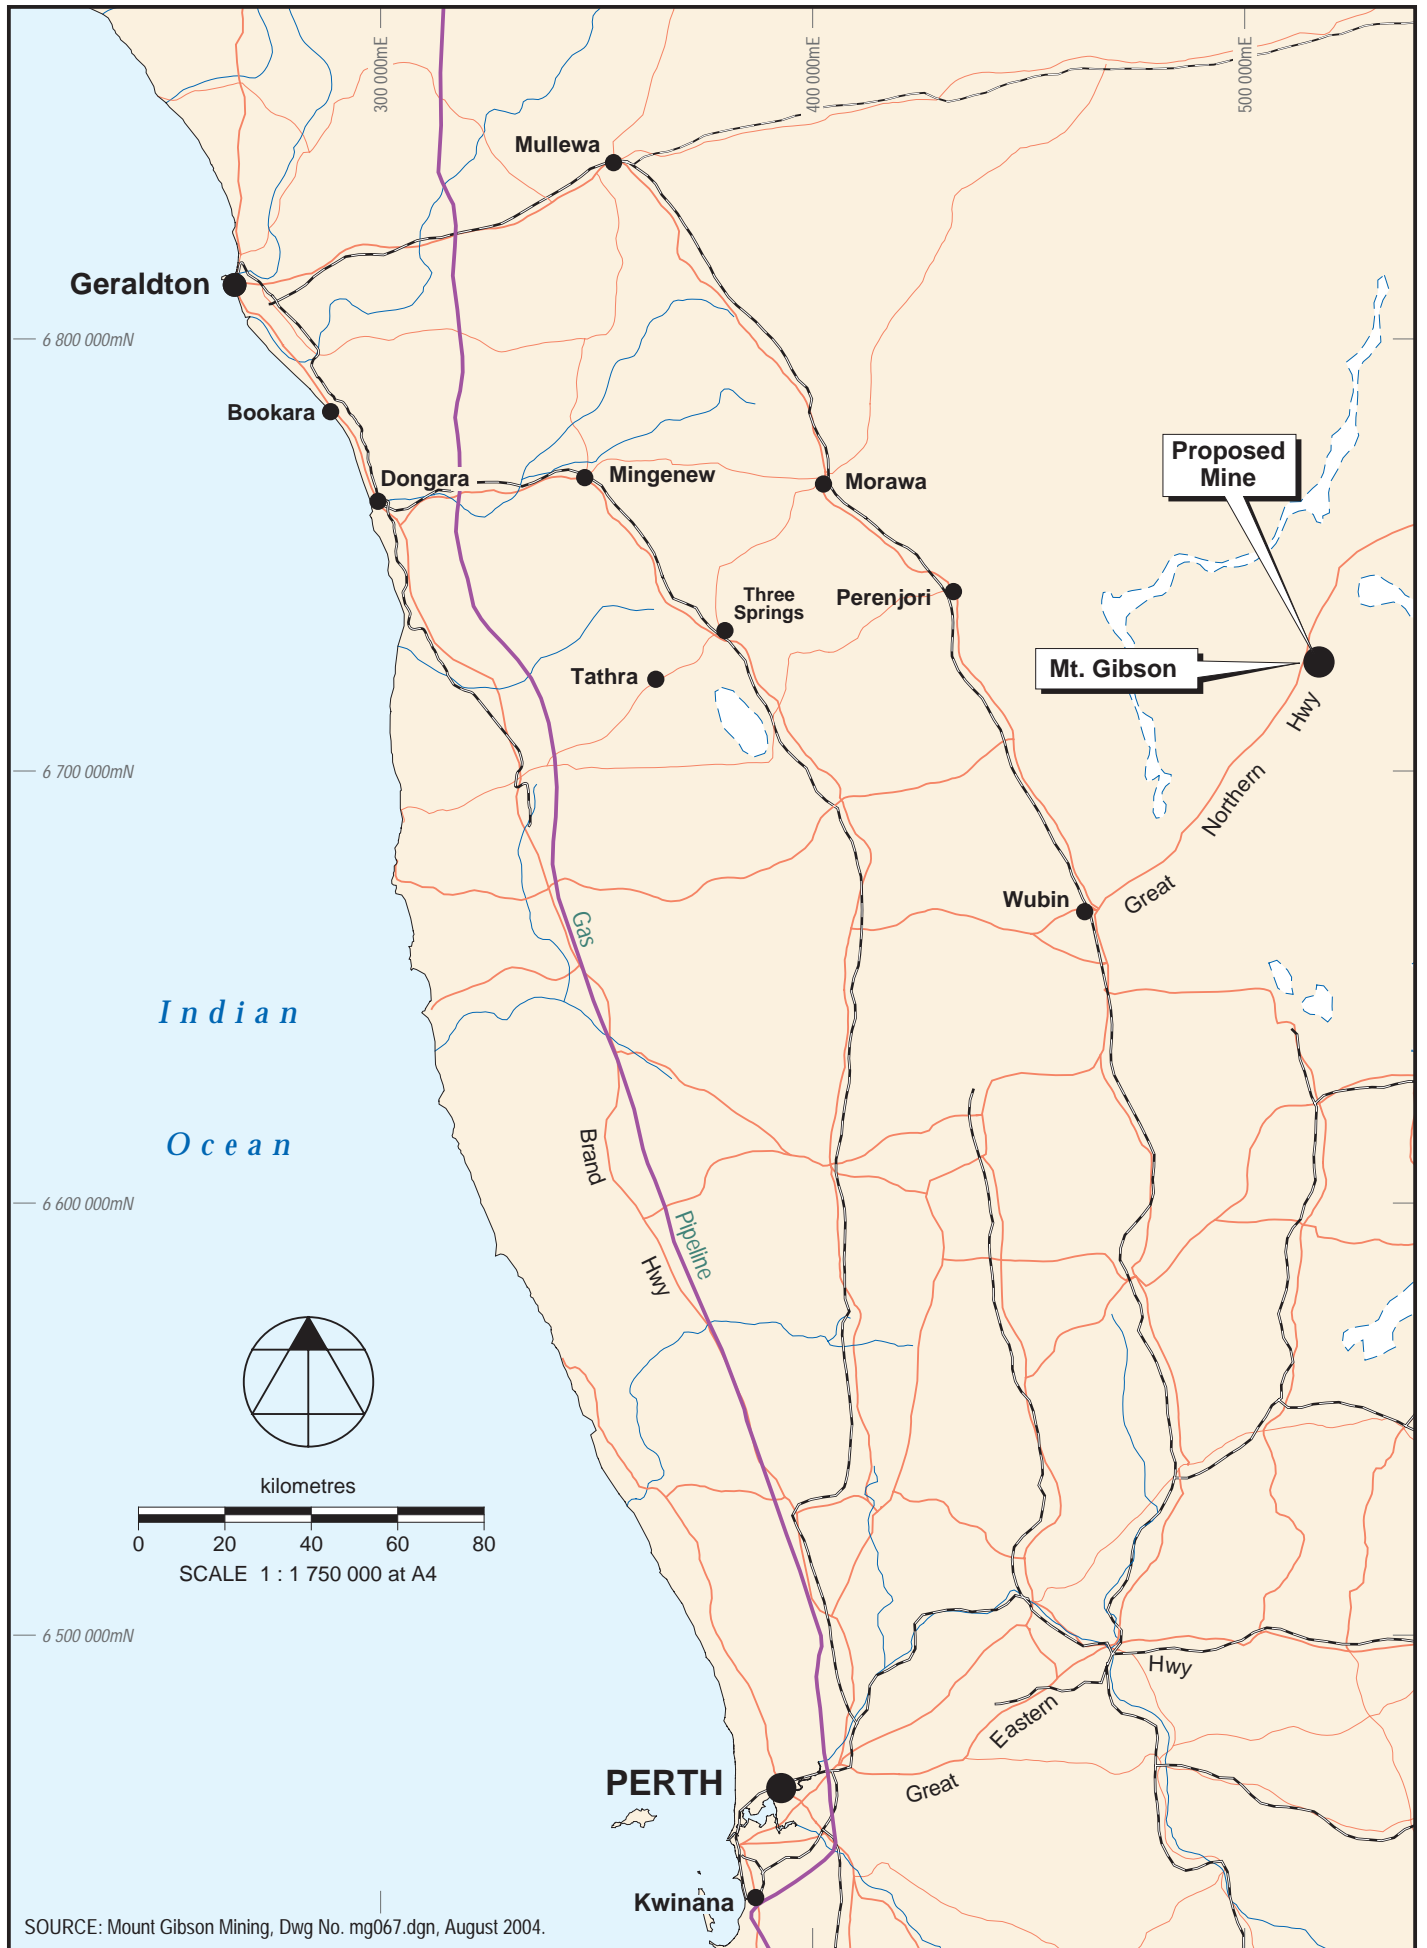 300 000mE
400 000mE
500 000mE
Mullewa
Geraldton
6 800 000mN
Bookara
Dongara
Mingenew
Morawa
Proposed
Mine
Three
Springs
Perenjori
Tathra
Mt. Gibson
Hwy
6 700 000mN
Northern
Wubin
Great
Gas
Indian
Ocean
Brand
6 600 000mN
Pipeline
Hwy
kilometres
0 20 40 60 80
SCALE 1 : 1 750 000 at A4
6 500 000mN
Hwy
Eastern
Great
PERTH
Kwinana
SOURCE: Mount Gibson Mining, Dwg No. mg067.dgn, August 2004.